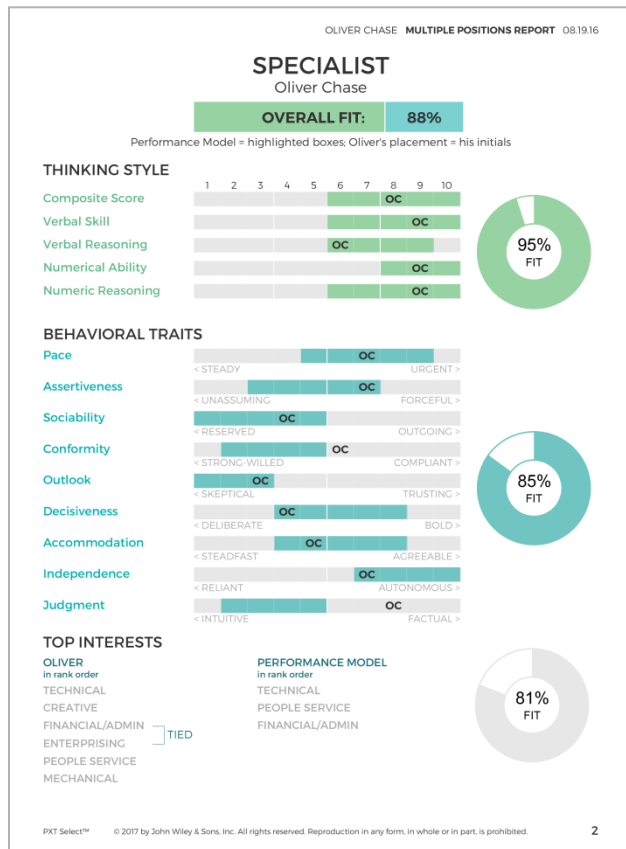 OLIVER CHASE MULTIPLE POSITIONS REPORT 08.19.16
SPECIALIST
Oliver Chase
OVERALL FIT: 88%
Performance Model = highlighted boxes; Oliver's placement = his initials
THINKING STYLE
1 2 3 4 5 6 7 8 9 10
Composite Score OC
Verbal Skill OC
Verbal Reasoning OC
Numerical Ability OC
Numeric Reasoning OC
95%
FIT
BEHAVIORAL TRAITS
Pace OC
< STEADY URGENT >
Assertiveness OC
< UNASSUMING FORCEFUL >
Sociability OC
< RESERVED OUTGOING >
Conformity OC
< STRONG-WILLED COMPLIANT >
Outlook OC
< SKEPTICAL TRUSTING >
Decisiveness OC
< DELIBERATE BOLD >
Accommodation OC
< STEADFAST AGREEABLE >
Independence OC
< RELIANT AUTONOMOUS >
Judgment OC
< INTUITIVE FACTUAL >
85%
FIT
TOP INTERESTS
OLIVER
in rank order
TECHNICAL
CREATIVE
FINANCIAL/ADMIN
ENTERPRISING
TIED
PEOPLE SERVICE
MECHANICAL
PERFORMANCE MODEL
in rank order
TECHNICAL
PEOPLE SERVICE
FINANCIAL/ADMIN
81%
FIT
PXT Select™ © 2017 by John Wiley & Sons, Inc. All rights reserved. Reproduction in any form, in whole or in part, is prohibited. 2